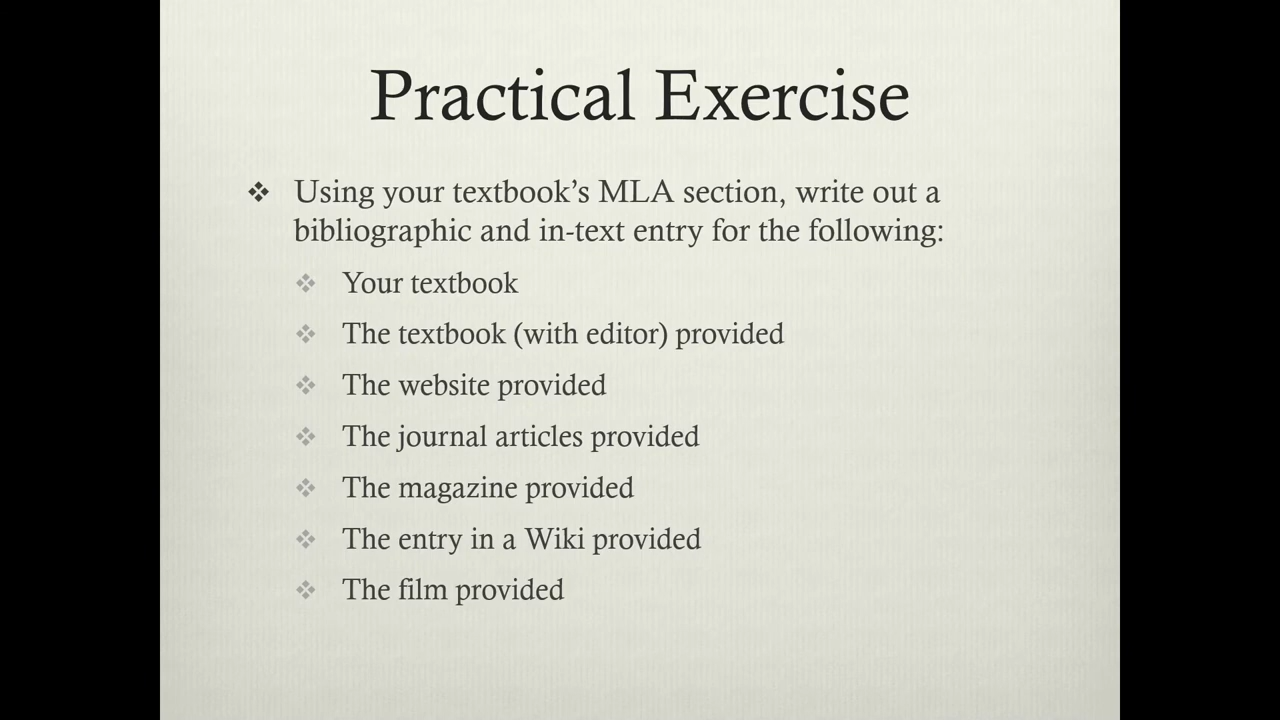 Practical Exercise
Using your textbook’s MLA section, write out a
bibliographic and in-text entry for the following:
Your textbook
The textbook (with editor) provided
The website provided
The journal articles provided
The magazine provided
The entry in a Wiki provided
The film provided